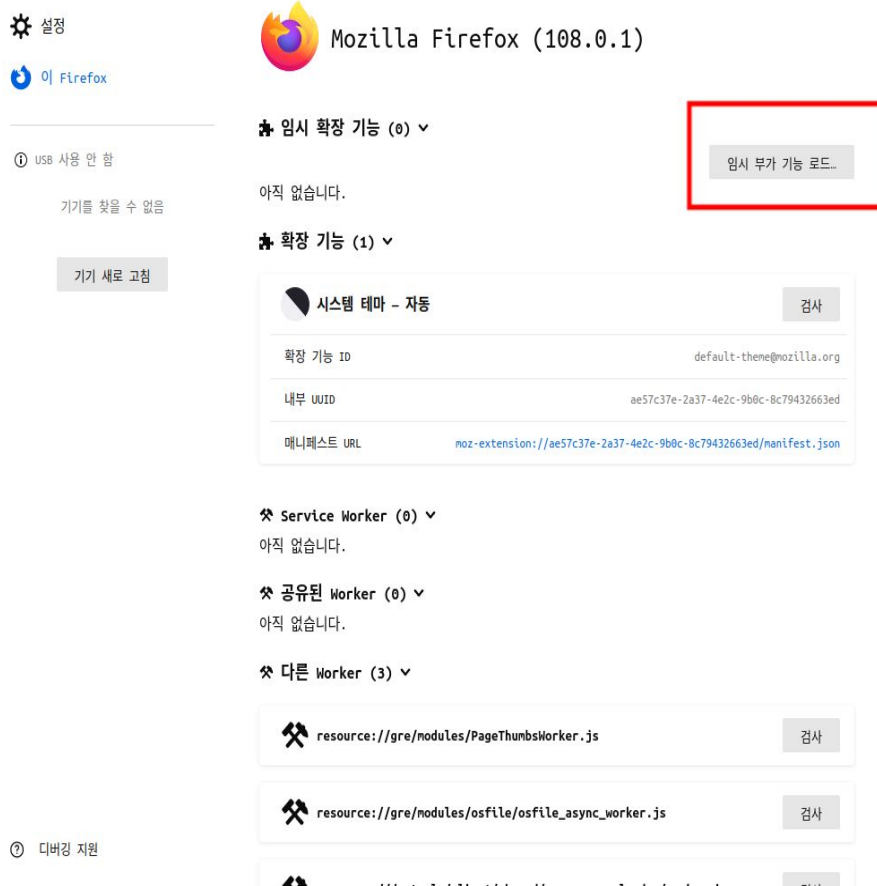 설정
이 Firefox
USB 사용 안 함
기기를 찾을 수 없음
기기 새로 고침
디버깅 지원
Mozilla Firefox (108.0.1)
임시 확장 기능 (0)
임시 부가 기능 로드…
아직 없습니다.
확장 기능 (1)
시스템 테마 – 자동
검사
확장 기능 ID
default-theme@mozilla.org
내부 UUID
ae57c37e-2a37-4e2c-9b0c-8c79432663ed
매니페스트 URL
moz-extension://ae57c37e-2a37-4e2c-9b0c-8c79432663ed/manifest.json
Service Worker (0)
아직 없습니다.
공유된 Worker (0)
아직 없습니다.
다른 Worker (3)
resource://gre/modules/PageThumbsWorker.js
검사
resource://gre/modules/osfile/osfile_async_worker.js
검사